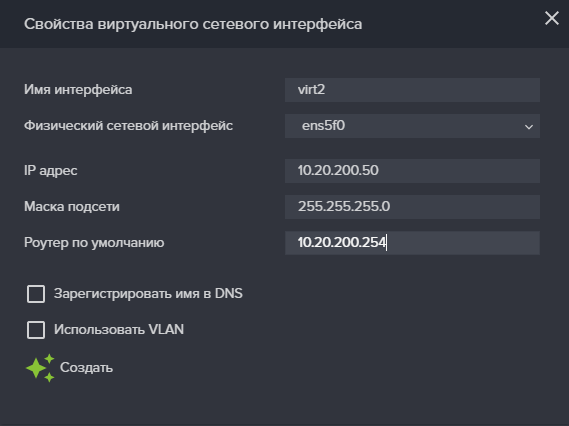 Свойства виртуального сетевого интерфейса
Имя интерфейса virt2
Физический сетевой интерфейс ens5f0
IP адрес 10.20.200.50
Маска подсети 255.255.255.0
Роутер по умолчанию 10.20.200.254
Зарегистрировать имя в DNS
Использовать VLAN
Создать